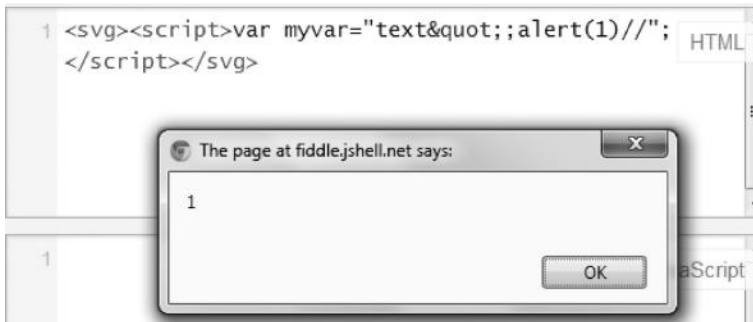 1 <svg><script>var myvar="text&quot;;alert(1)//";
</script></svg>
HTML
The page at fiddle.jshell.net says:
1
OK
1
aScript